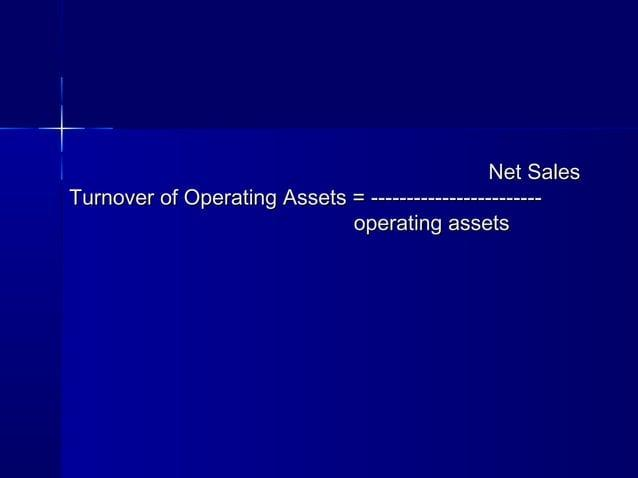 Net Sales
Turnover of Operating Assets = ------------------------
operating assets